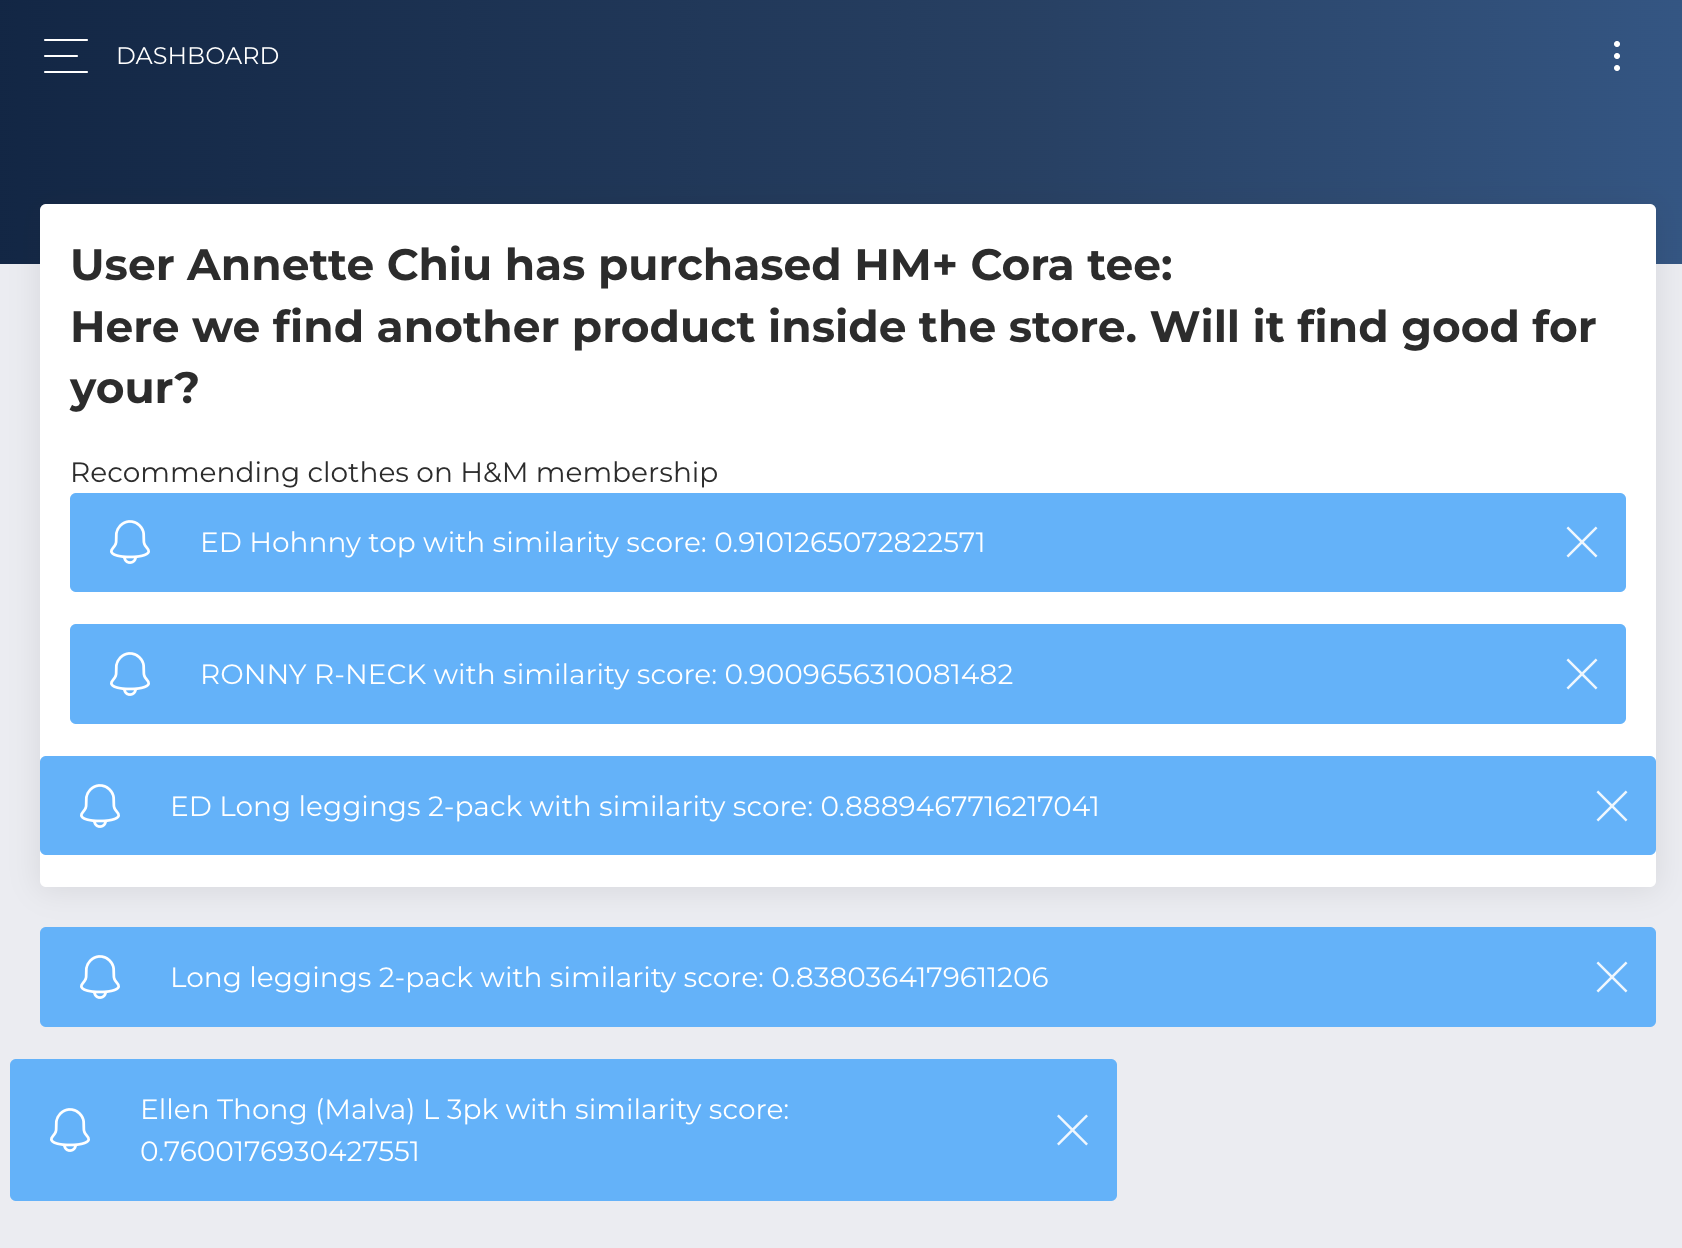 DASHBOARD
User Annette Chiu has purchased HM+ Cora tee:
Here we find another product inside the store. Will it find good for
your?
Recommending clothes on H&M membership
ED Hohnny top with similarity score: 0.9101265072822571
RONNY R-NECK with similarity score: 0.9009656310081482
ED Long leggings 2-pack with similarity score: 0.8889467716217041
Long leggings 2-pack with similarity score: 0.8380364179611206
Ellen Thong (Malva) L 3pk with similarity score:
0.7600176930427551